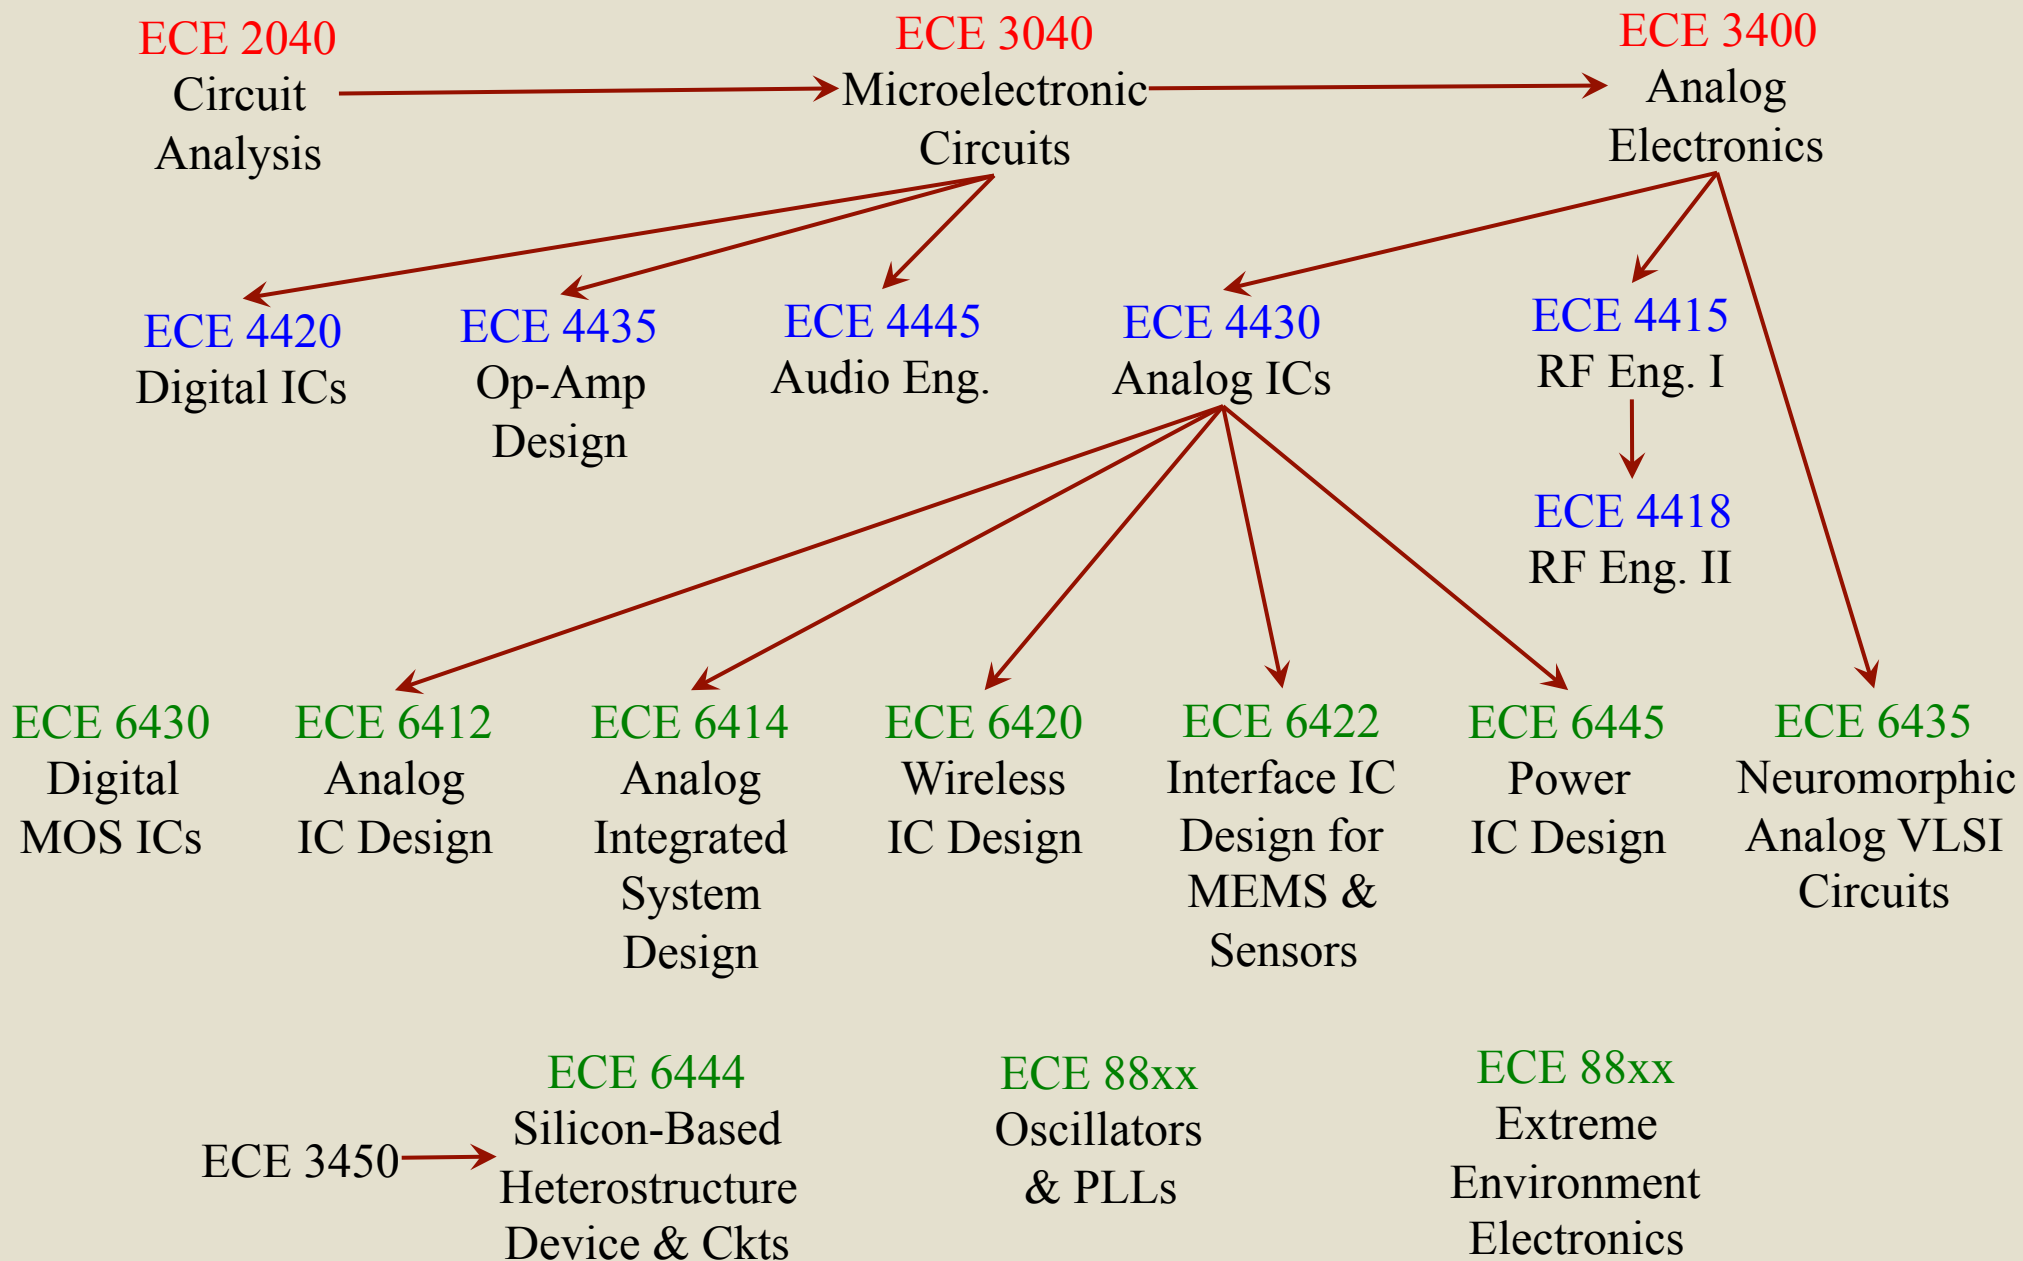 ECE 2040
Circuit
Analysis
ECE 3040
Microelectronic
Circuits
ECE 3400
Analog
Electronics
ECE 4420
Digital ICs
ECE 4435
Op-Amp
Design
ECE 4445
Audio Eng.
ECE 4430
Analog ICs
ECE 4415
RF Eng. I
ECE 4418
RF Eng. II
ECE 6430
Digital
MOS ICs
ECE 6412
Analog
IC Design
ECE 6414
Analog
Integrated
System
Design
ECE 6420
Wireless
IC Design
ECE 6422
Interface IC
Design for
MEMS &
Sensors
ECE 6445
Power
IC Design
ECE 6435
Neuromorphic
Analog VLSI
Circuits
ECE 3450
ECE 6444
Silicon-Based
Heterostructure
Device & Ckts
ECE 88xx
Oscillators
& PLLs
ECE 88xx
Extreme
Environment
Electronics